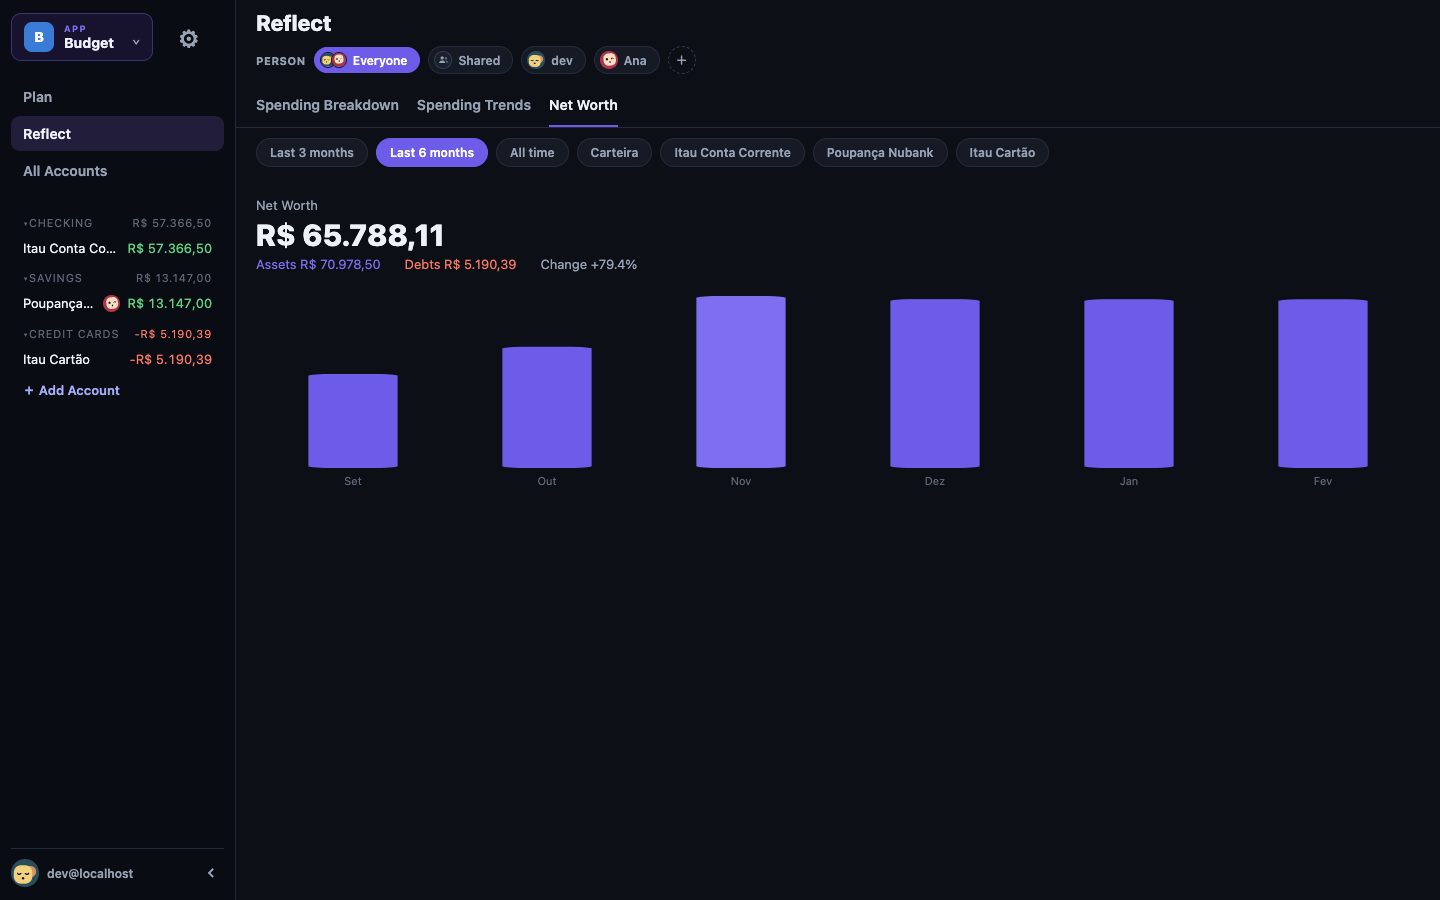 B
APP
Budget
Plan
Reflect
All Accounts
CHECKING R$ 57.366,50
Itau Conta Co... R$ 57.366,50
SAVINGS R$ 13.147,00
Poupança... R$ 13.147,00
CREDIT CARDS -R$ 5.190,39
Itau Cartão -R$ 5.190,39
+ Add Account
dev@localhost
Reflect
PERSON Everyone Shared dev Ana +
Spending Breakdown Spending Trends Net Worth
Last 3 months Last 6 months All time Carteira Itau Conta Corrente Poupança Nubank Itau Cartão
Net Worth
R$ 65.788,11
Assets R$ 70.978,50 Debts R$ 5.190,39 Change +79.4%
Set Out Nov Dez Jan Fev